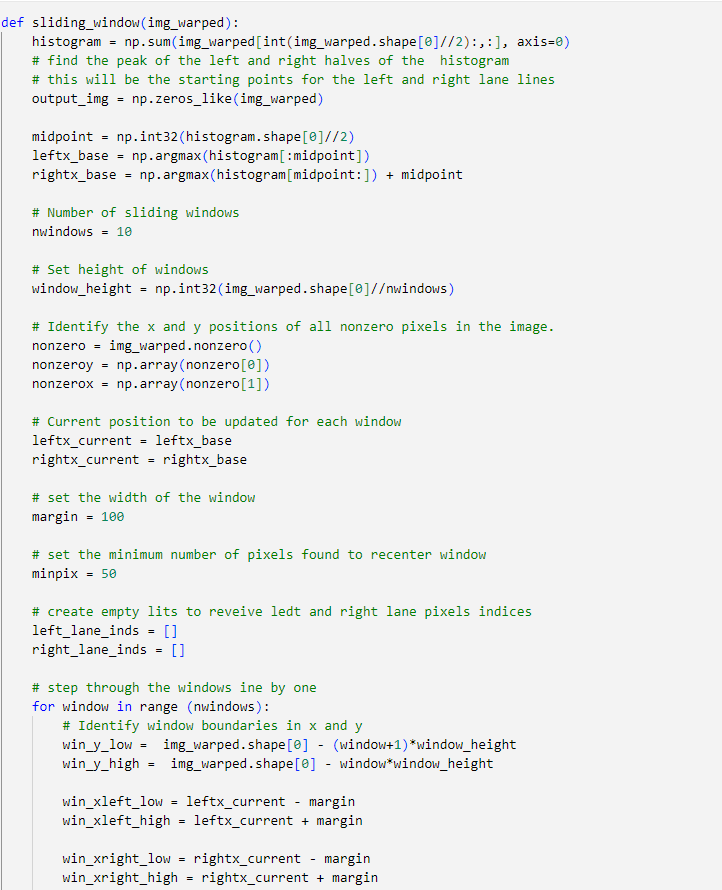 def sliding_window(img_warped):
    histogram = np.sum(img_warped[int(img_warped.shape[0]//2):,:], axis=0)
    # find the peak of the left and right halves of the  histogram
    # this will be the starting points for the left and right lane lines
    output_img = np.zeros_like(img_warped)

    midpoint = np.int32(histogram.shape[0]//2)
    leftx_base = np.argmax(histogram[:midpoint])
    rightx_base = np.argmax(histogram[midpoint:]) + midpoint

    # Number of sliding windows
    nwindows = 10

    # Set height of windows
    window_height = np.int32(img_warped.shape[0]//nwindows)

    # Identify the x and y positions of all nonzero pixels in the image.
    nonzero = img_warped.nonzero()
    nonzeroy = np.array(nonzero[0])
    nonzerox = np.array(nonzero[1])

    # Current position to be updated for each window
    leftx_current = leftx_base
    rightx_current = rightx_base

    # set the width of the window
    margin = 100

    # set the minimum number of pixels found to recenter window
    minpix = 50

    # create empty lits to reveive ledt and right lane pixels indices
    left_lane_inds = []
    right_lane_inds = []

    # step through the windows ine by one
    for window in range (nwindows):
        # Identify window boundaries in x and y
        win_y_low =  img_warped.shape[0] - (window+1)*window_height
        win_y_high =  img_warped.shape[0] - window*window_height

        win_xleft_low = leftx_current - margin
        win_xleft_high = leftx_current + margin

        win_xright_low = rightx_current - margin
        win_xright_high = rightx_current + margin